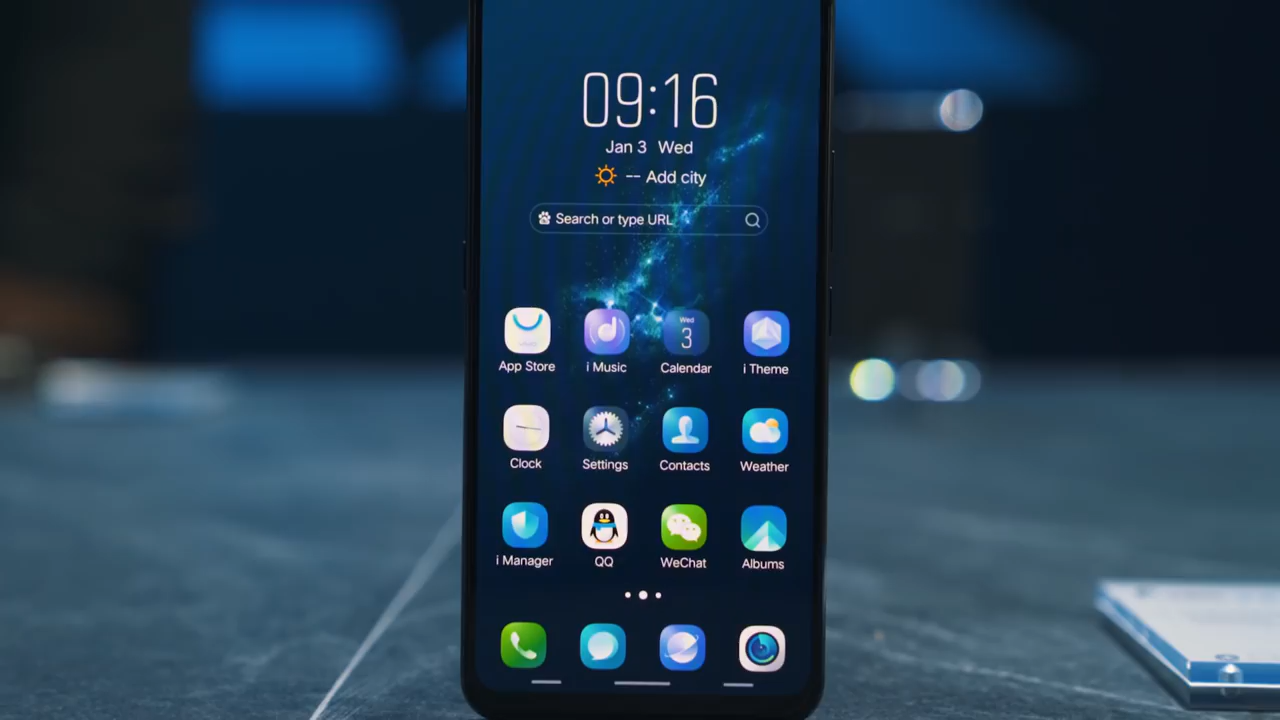 09:16
Jan 3 Wed
-- Add city
Search or type URL
Wed
3
App Store
i Music
Calendar
i Theme
Clock
Settings
Contacts
Weather
i Manager
QQ
WeChat
Albums